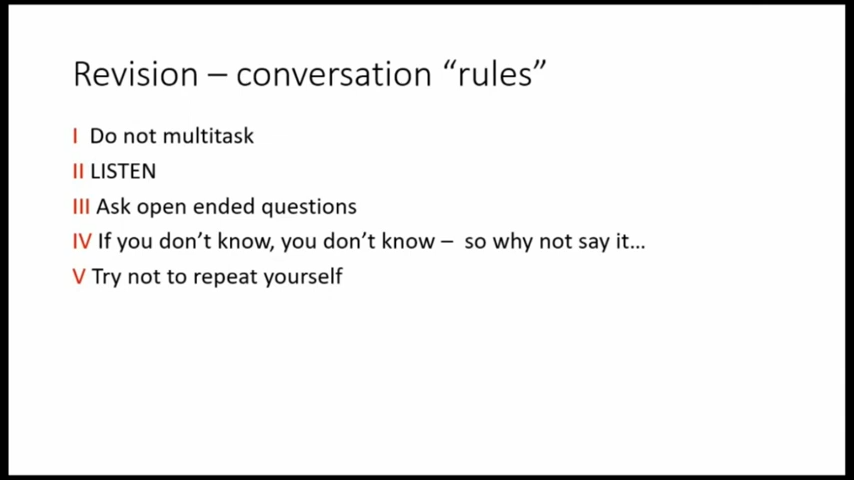 Revision – conversation “rules”
I Do not multitask
II LISTEN
III Ask open ended questions
IV If you don’t know, you don’t know – so why not say it...
V Try not to repeat yourself